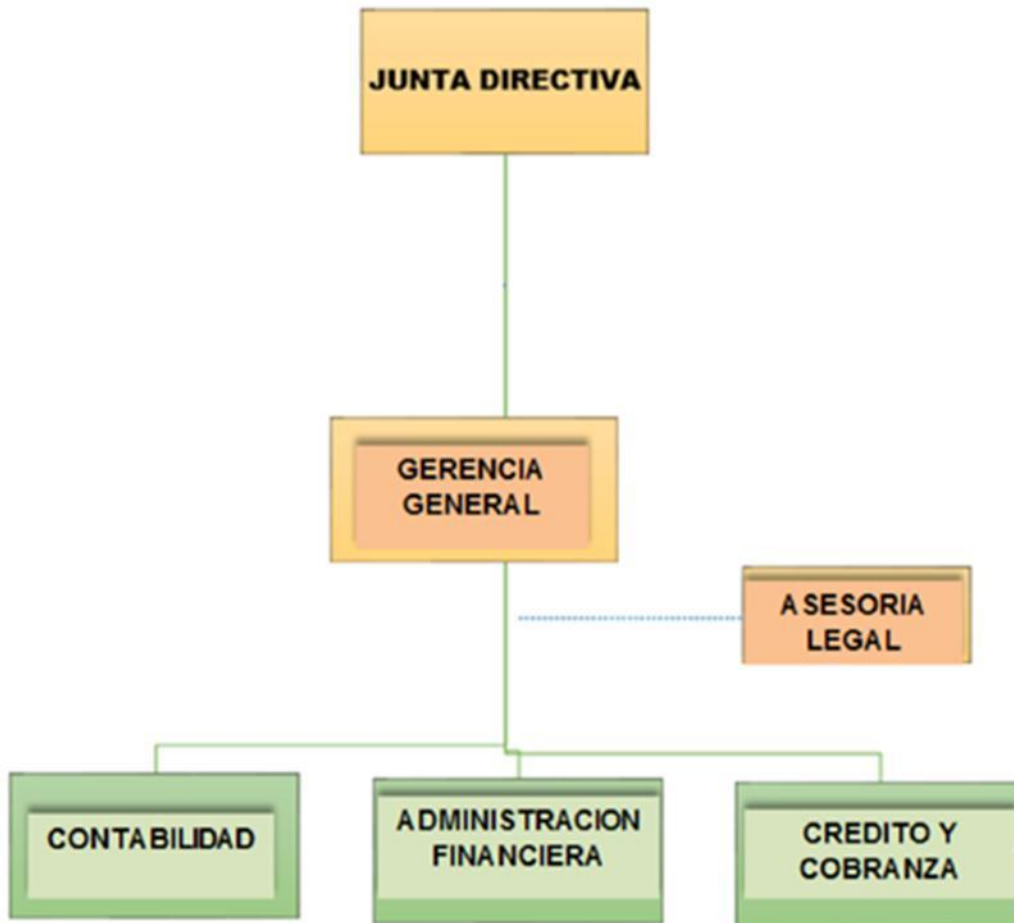 JUNTA DIRECTIVA
GERENCIA
GENERAL
ASESORIA
LEGAL
CONTABILIDAD
ADMINISTRACION
FINANCIERA
CREDITO Y
COBRANZA